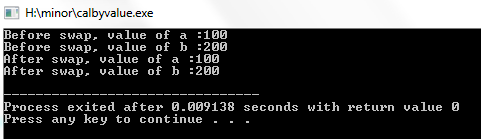 H:\minor\calbyvalue.exe
Before swap, value of a :100
Before swap, value of b :200
After swap, value of a :100
After swap, value of b :200
--------------------------------
Process exited after 0.009138 seconds with return value 0
Press any key to continue . . .